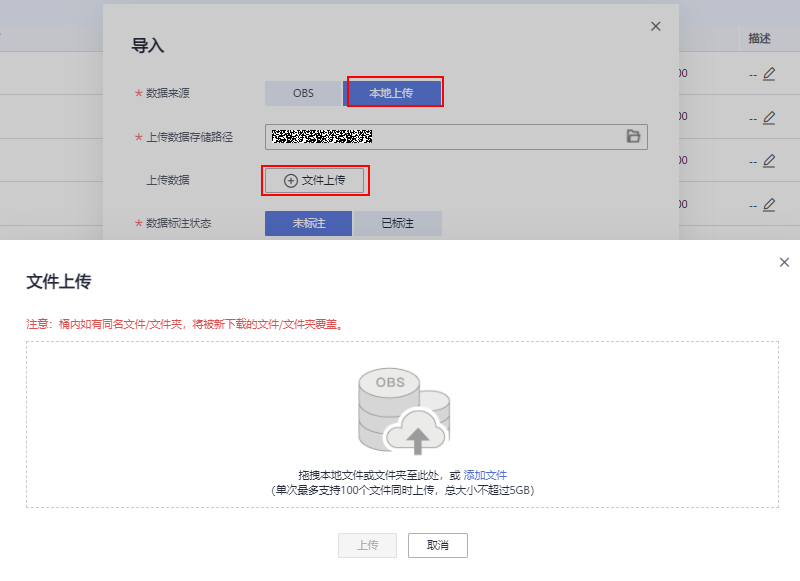 描述
导入
* 数据来源 OBS 本地上传
00 --
* 上传数据存储路径
00 --
上传数据 文件上传
00 --
* 数据标注状态 未标注 已标注
00 --
文件上传
注意：桶内如有同名文件/文件夹，将被新下载的文件/文件夹覆盖。
OBS
拖拽本地文件或文件夹至此处，或 添加文件
(单次最多支持100个文件同时上传，总大小不超过5GB)
上传 取消